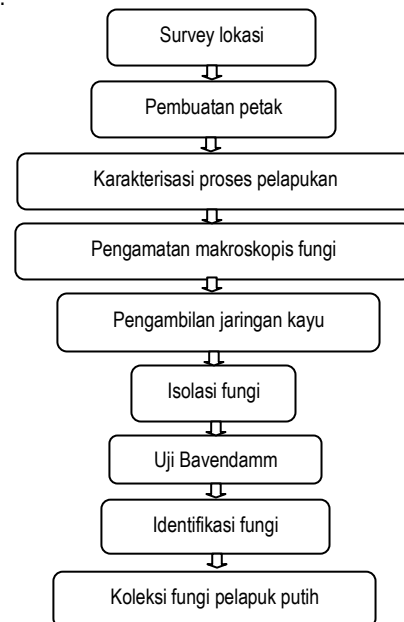 .
Survey lokasi
Pembuatan petak
Karakterisasi proses pelapukan
Pengamatan makroskopis fungi
Pengambilan jaringan kayu
Isolasi fungi
Uji Bavendamm
Identifikasi fungi
Koleksi fungi pelapuk putih